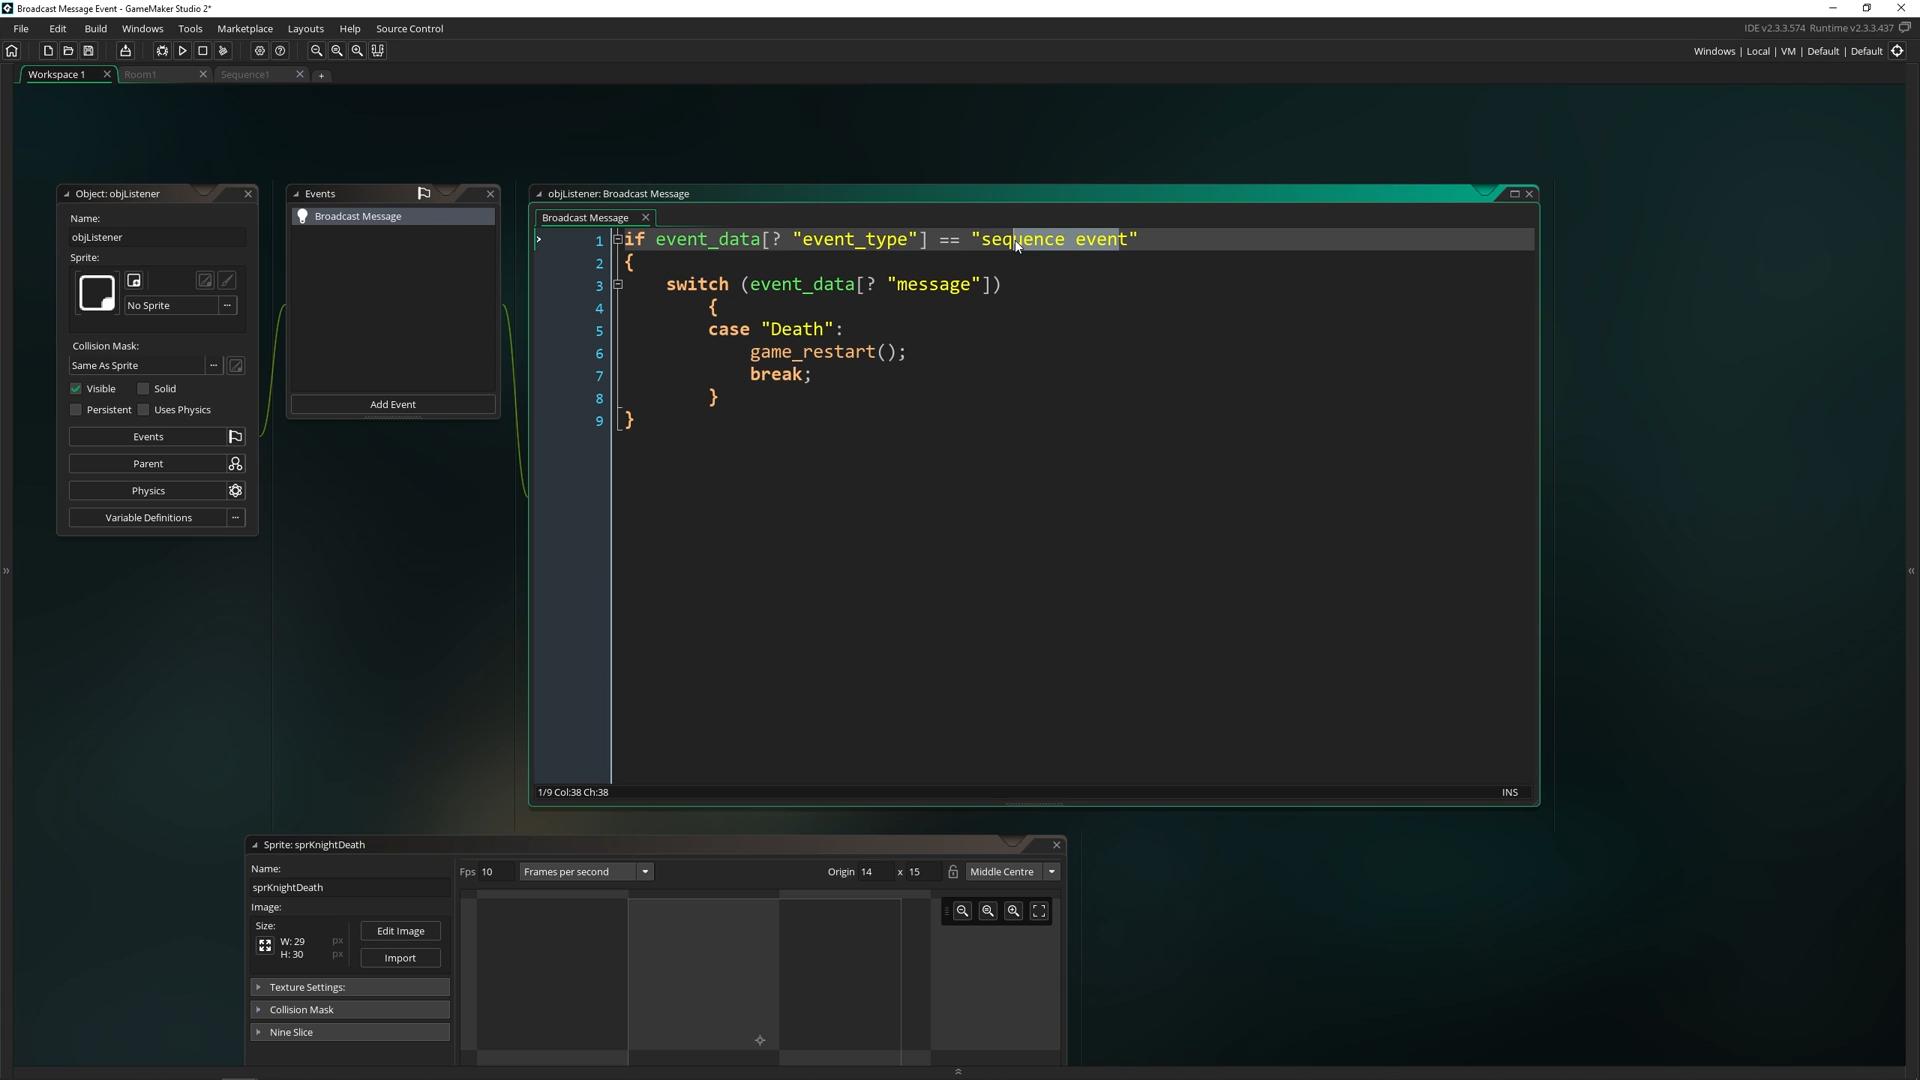 Broadcast Message Event - GameMaker Studio 2*
File Edit Build Windows Tools Marketplace Layouts Help Source Control
IDE v2.3.3.574 Runtime v2.3.3.437
Windows | Local | VM | Default | Default
Workspace 1 Room1 Sequence1 +
Object: objListener
Name:
objListener
Sprite:
No Sprite ...
Collision Mask:
Same As Sprite ...
Visible Solid
Persistent Uses Physics
Events
Parent
Physics
Variable Definitions ...
Events
Broadcast Message
Add Event
objListener: Broadcast Message
Broadcast Message
1 if event_data[? "event_type"] == "sequence event"
2 {
3 switch (event_data[? "message"])
4 {
5 case "Death":
6 game_restart();
7 break;
8 }
9 }
1/9 Col:38 Ch:38 INS
Sprite: sprKnightDeath
Name:
sprKnightDeath
Image:
Size:
W: 29 px
H: 30 px
Edit Image
Import
Texture Settings:
Collision Mask
Nine Slice
Fps 10 Frames per second Origin 14 x 15 Middle Centre